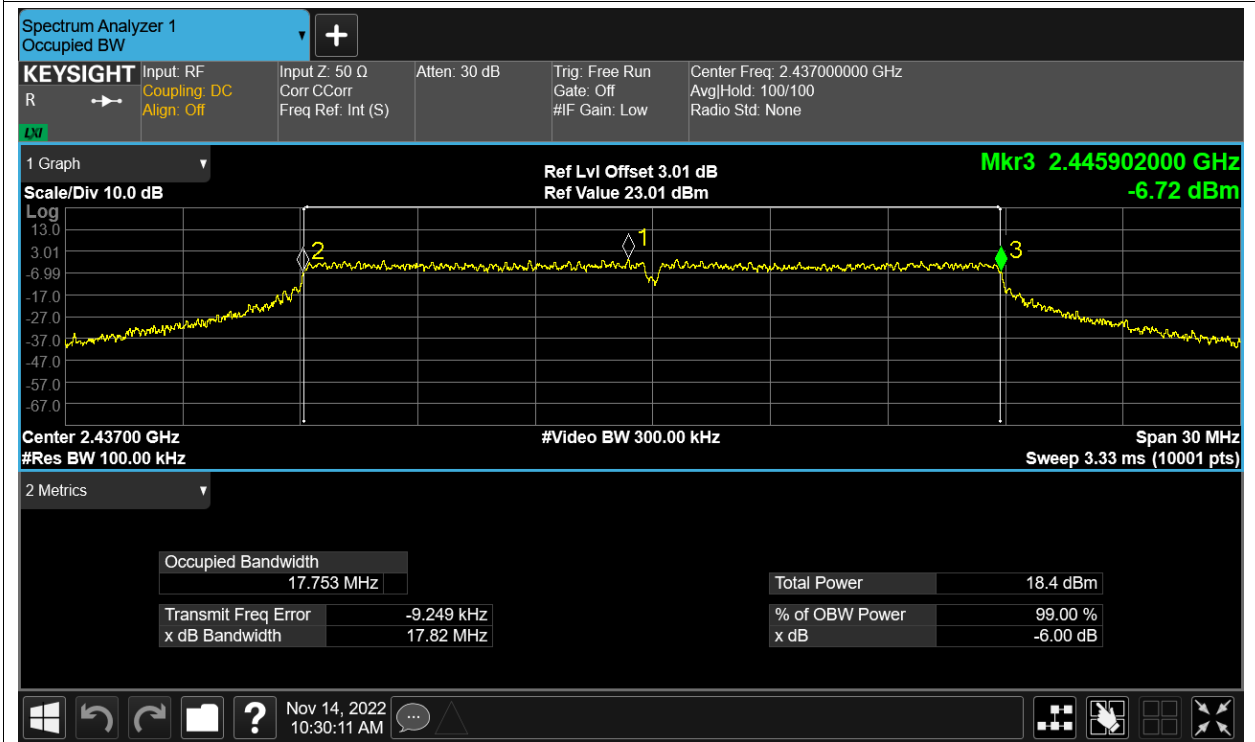 Spectrum Analyzer 1
Occupied BW
KEYSIGHT
R
LXI
Input: RF
Coupling: DC
Align: Off
Input Z: 50 Ω
Corr CCorr
Freq Ref: Int (S)
Atten: 30 dB
Trig: Free Run
Gate: Off
#IF Gain: Low
Center Freq: 2.437000000 GHz
Avg|Hold: 100/100
Radio Std: None
1 Graph
Scale/Div 10.0 dB
Ref Lvl Offset 3.01 dB
Ref Value 23.01 dBm
Mkr3 2.445902000 GHz
-6.72 dBm
Log
13.0
3.01
-6.99
-17.0
-27.0
-37.0
-47.0
-57.0
-67.0
2
1
3
Center 2.43700 GHz
#Video BW 300.00 kHz
Span 30 MHz
#Res BW 100.00 kHz
Sweep 3.33 ms (10001 pts)
2 Metrics
Occupied Bandwidth
17.753 MHz
Transmit Freq Error -9.249 kHz
x dB Bandwidth 17.82 MHz
Total Power 18.4 dBm
% of OBW Power 99.00 %
x dB -6.00 dB
?
Nov 14, 2022
10:30:11 AM